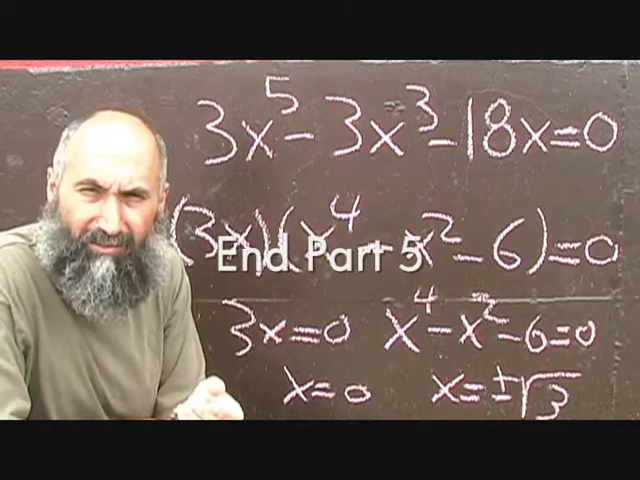 3x⁵-3x³-18x=0
(3x)(x⁴-x²-6)=0
End Part 5
3x=0 x⁴-x²-6=0
x=0 x=±√3